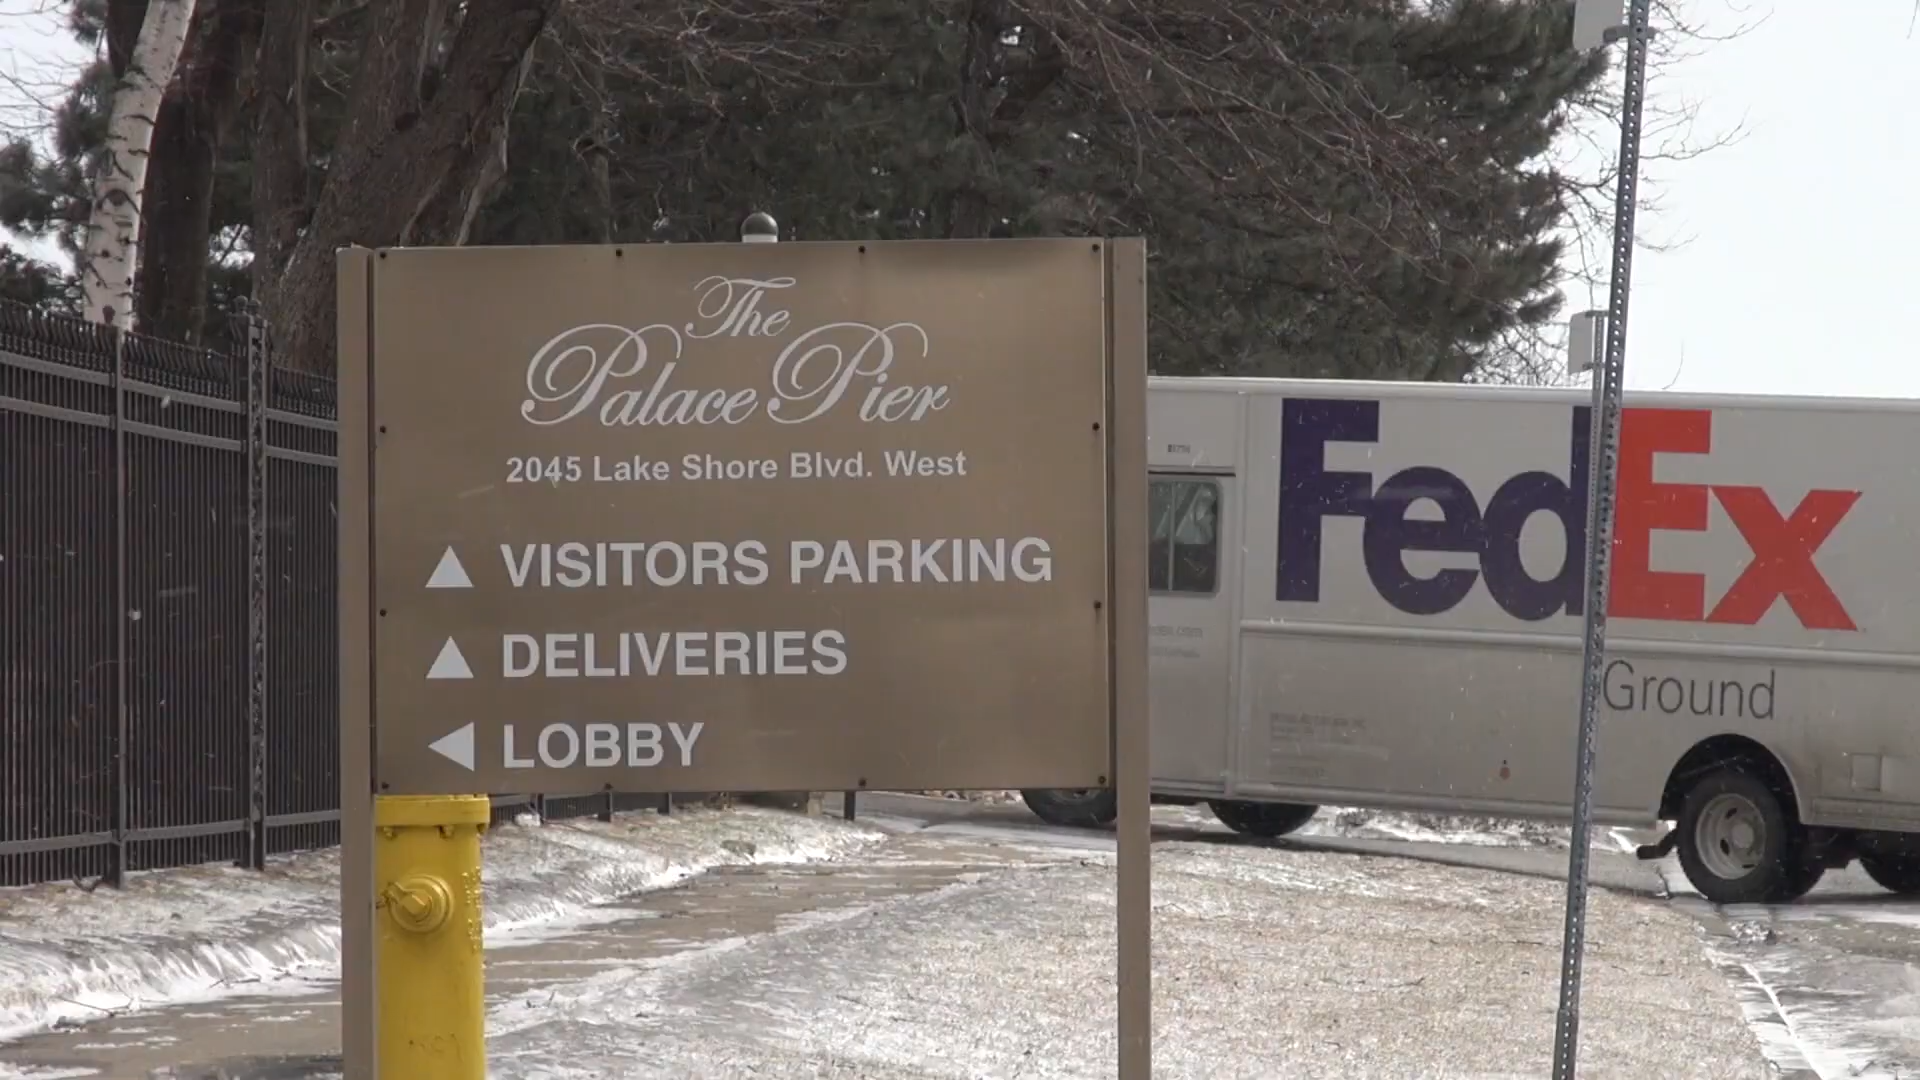 The
Palace Pier
2045 Lake Shore Blvd. West
VISITORS PARKING
DELIVERIES
LOBBY
FedEx
Ground